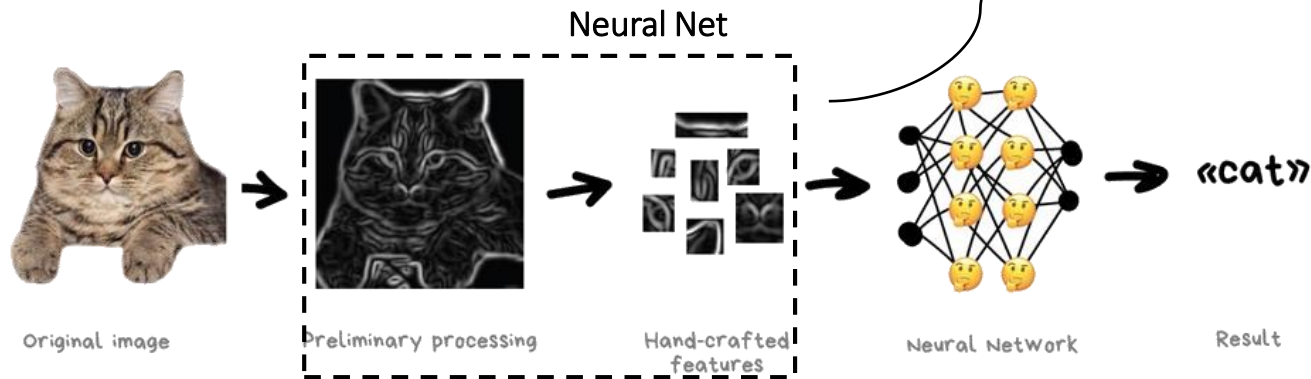 Neural Net
«cat»
Original image
Preliminary processing
Hand-crafted
features
Neural Network
Result